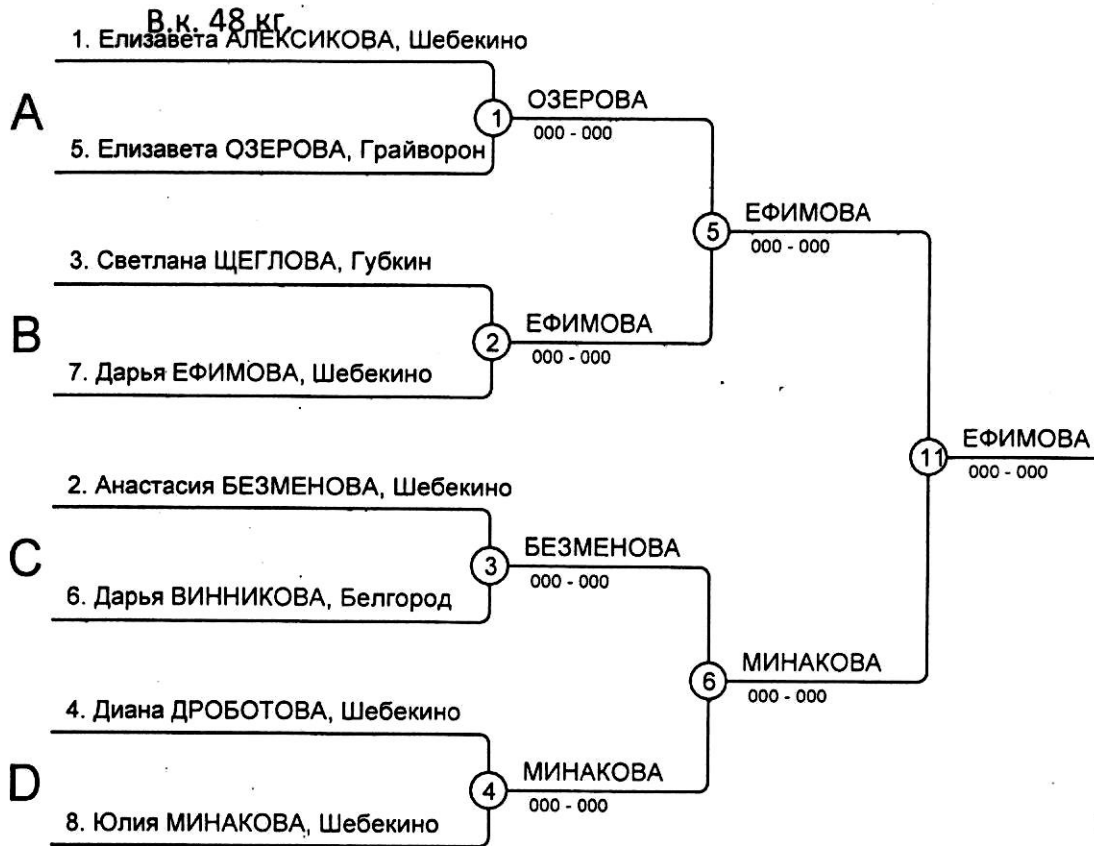 В.к. 48 кг.
1. Елизавета АЛЕКСИКОВА, Шебекино
A
1
ОЗЕРОВА
000 - 000
5. Елизавета ОЗЕРОВА, Грайворон
5
ЕФИМОВА
000 - 000
3. Светлана ЩЕГЛОВА, Губкин
B
2
ЕФИМОВА
000 - 000
7. Дарья ЕФИМОВА, Шебекино
11
ЕФИМОВА
000 - 000
2. Анастасия БЕЗМЕНОВА, Шебекино
C
3
БЕЗМЕНОВА
000 - 000
6. Дарья ВИННИКОВА, Белгород
6
МИНАКОВА
000 - 000
4. Диана ДРОБОТОВА, Шебекино
D
4
МИНАКОВА
000 - 000
8. Юлия МИНАКОВА, Шебекино